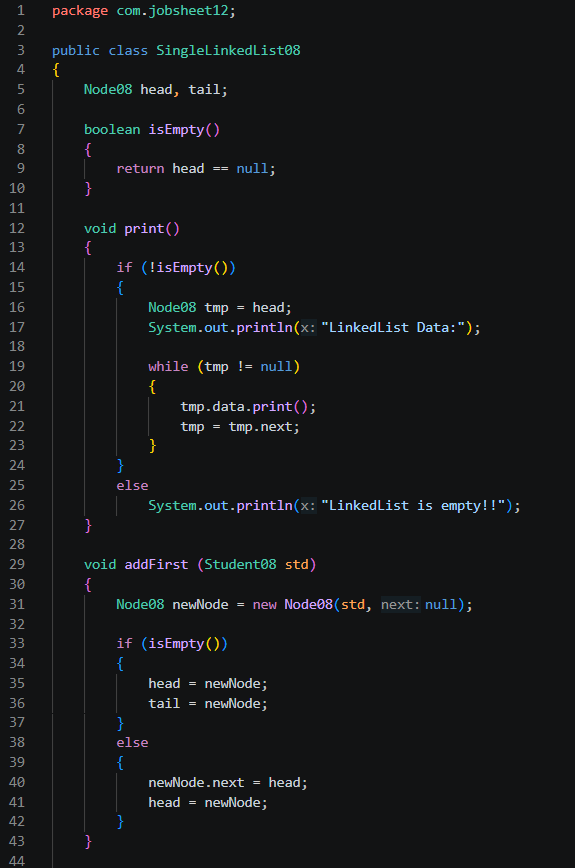 1 package com.jobsheet12;
2
3 public class SingleLinkedList08
4 {
5     Node08 head, tail;
6
7     boolean isEmpty()
8     {
9         return head == null;
10     }
11
12     void print()
13     {
14         if (!isEmpty())
15         {
16             Node08 tmp = head;
17             System.out.println(x: "LinkedList Data:");
18
19             while (tmp != null)
20             {
21                 tmp.data.print();
22                 tmp = tmp.next;
23             }
24         }
25         else
26             System.out.println(x: "LinkedList is empty!!");
27     }
28
29     void addFirst (Student08 std)
30     {
31         Node08 newNode = new Node08(std, next: null);
32
33         if (isEmpty())
34         {
35             head = newNode;
36             tail = newNode;
37         }
38         else
39         {
40             newNode.next = head;
41             head = newNode;
42         }
43     }
44